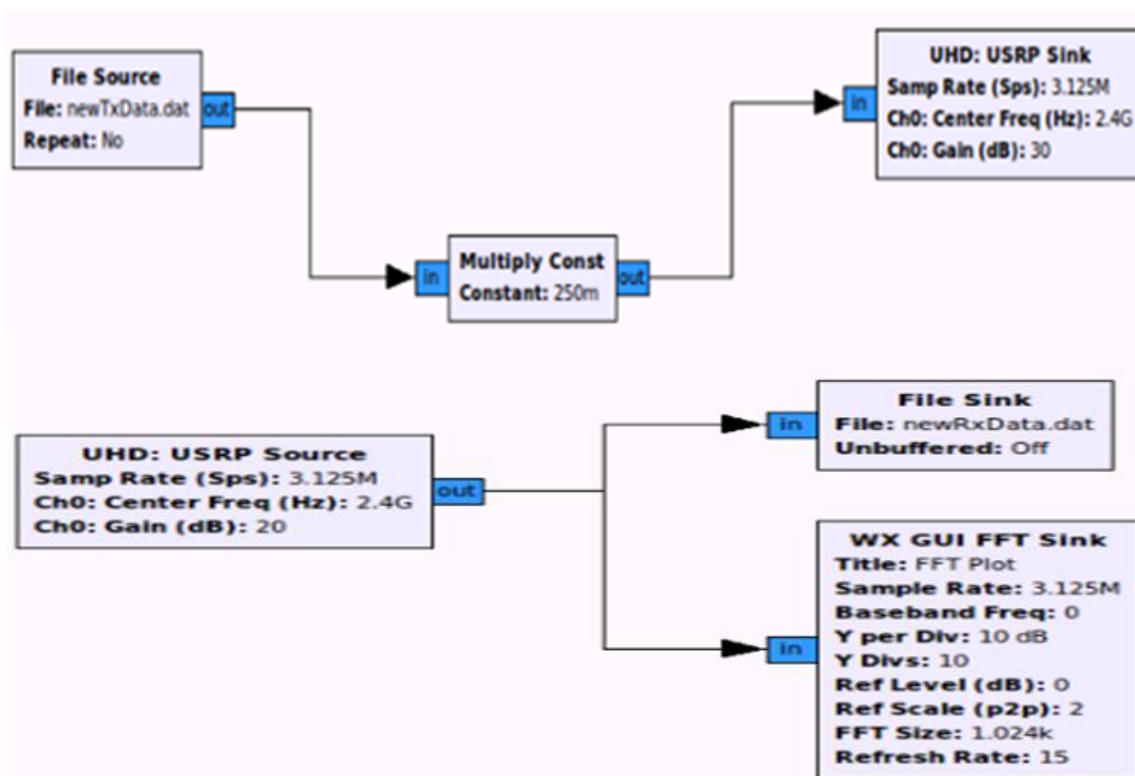 File Source
File: newTxData.dat
Repeat: No
out
in
Multiply Const
Constant: 250m
out
in
UHD: USRP Sink
Samp Rate (Sps): 3.125M
Ch0: Center Freq (Hz): 2.4G
Ch0: Gain (dB): 30
UHD: USRP Source
Samp Rate (Sps): 3.125M
Ch0: Center Freq (Hz): 2.4G
Ch0: Gain (dB): 20
out
in
File Sink
File: newRxData.dat
Unbuffered: Off
in
WX GUI FFT Sink
Title: FFT Plot
Sample Rate: 3.125M
Baseband Freq: 0
Y per Div: 10 dB
Y Divs: 10
Ref Level (dB): 0
Ref Scale (p2p): 2
FFT Size: 1.024k
Refresh Rate: 15